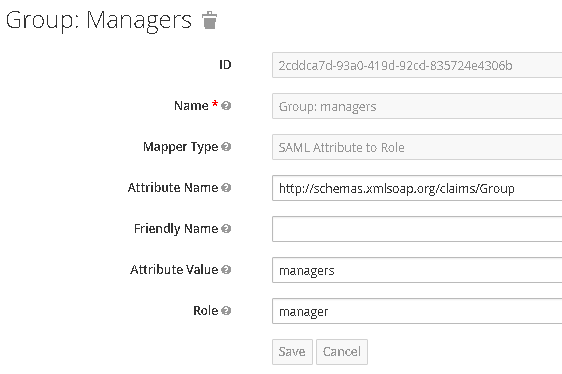 Group: Managers
ID 2cddca7d-93a0-419d-92cd-835724e4306b
Name * Group: managers
Mapper Type SAML Attribute to Role
Attribute Name http://schemas.xmlsoap.org/claims/Group
Friendly Name
Attribute Value managers
Role manager
Save Cancel